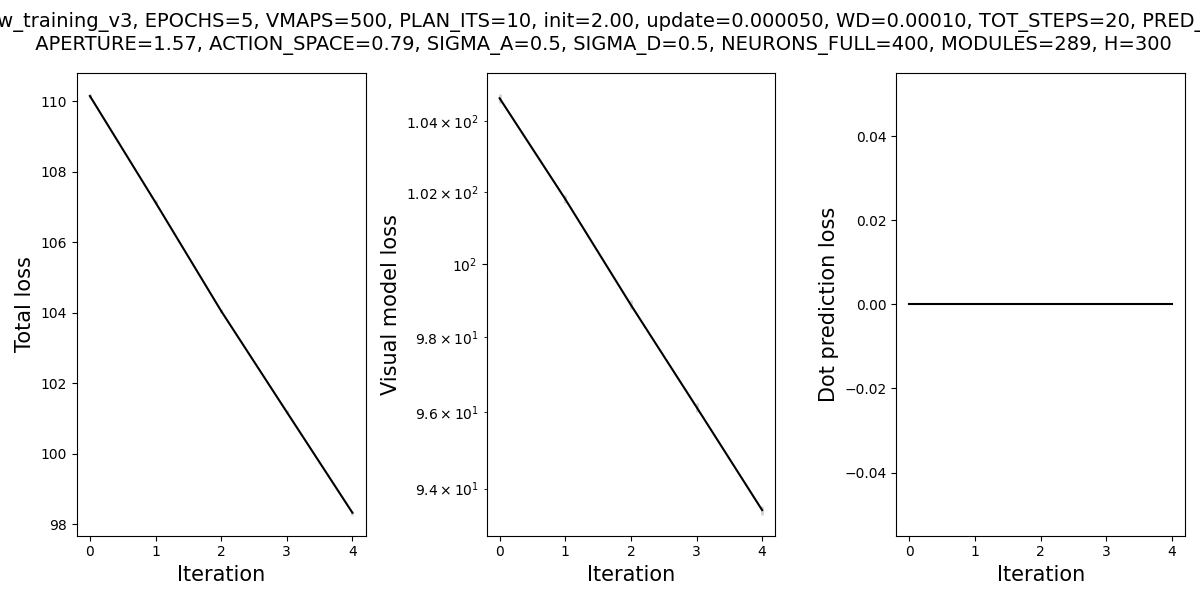 w_training_v3, EPOCHS=5, VMAPS=500, PLAN_ITS=10, init=2.00, update=0.000050, WD=0.00010, TOT_STEPS=20, PRED_
APERTURE=1.57, ACTION_SPACE=0.79, SIGMA_A=0.5, SIGMA_D=0.5, NEURONS_FULL=400, MODULES=289, H=300
Total loss
110
108
106
104
102
100
98
0 1 2 3 4
Iteration
Visual model loss
1.04 × 10²
1.02 × 10²
10²
9.8 × 10¹
9.6 × 10¹
9.4 × 10¹
0 1 2 3 4
Iteration
Dot prediction loss
0.04
0.02
0.00
−0.02
−0.04
0 1 2 3 4
Iteration